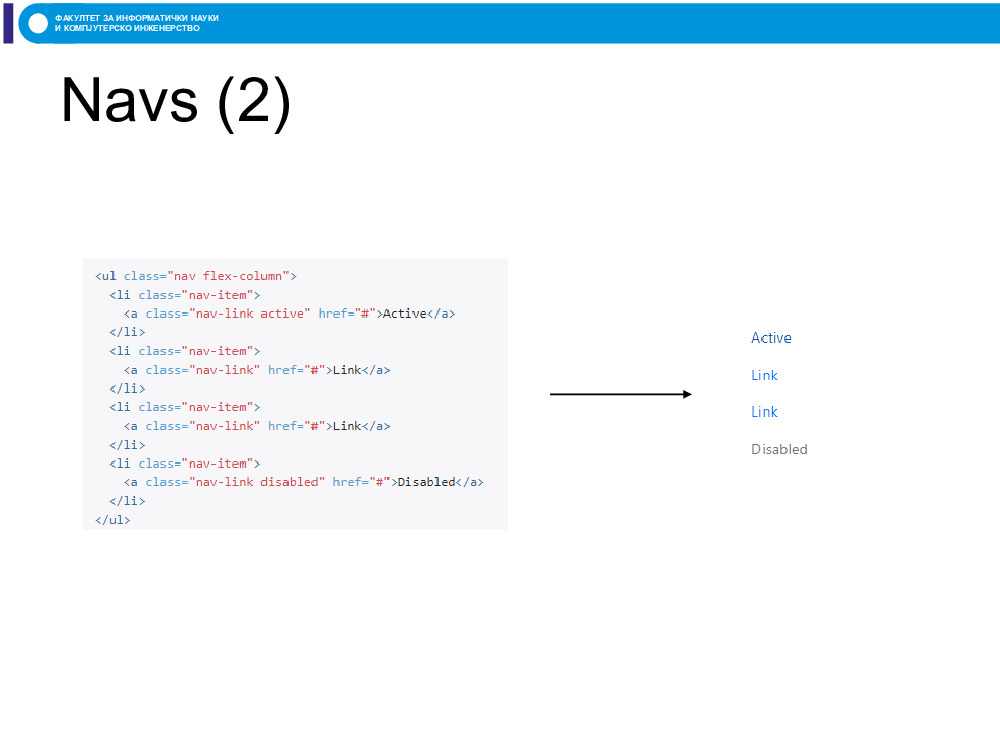 ФАКУЛТЕТ ЗА ИНФОРМАТИЧКИ НАУКИ
И КОМПЈУТЕРСКО ИНЖЕНЕРСТВО
Navs (2)
<ul class="nav flex-column">
  <li class="nav-item">
    <a class="nav-link active" href="#">Active</a>
  </li>
  <li class="nav-item">
    <a class="nav-link" href="#">Link</a>
  </li>
  <li class="nav-item">
    <a class="nav-link" href="#">Link</a>
  </li>
  <li class="nav-item">
    <a class="nav-link disabled" href="#">Disabled</a>
  </li>
</ul>
Active
Link
Link
Disabled